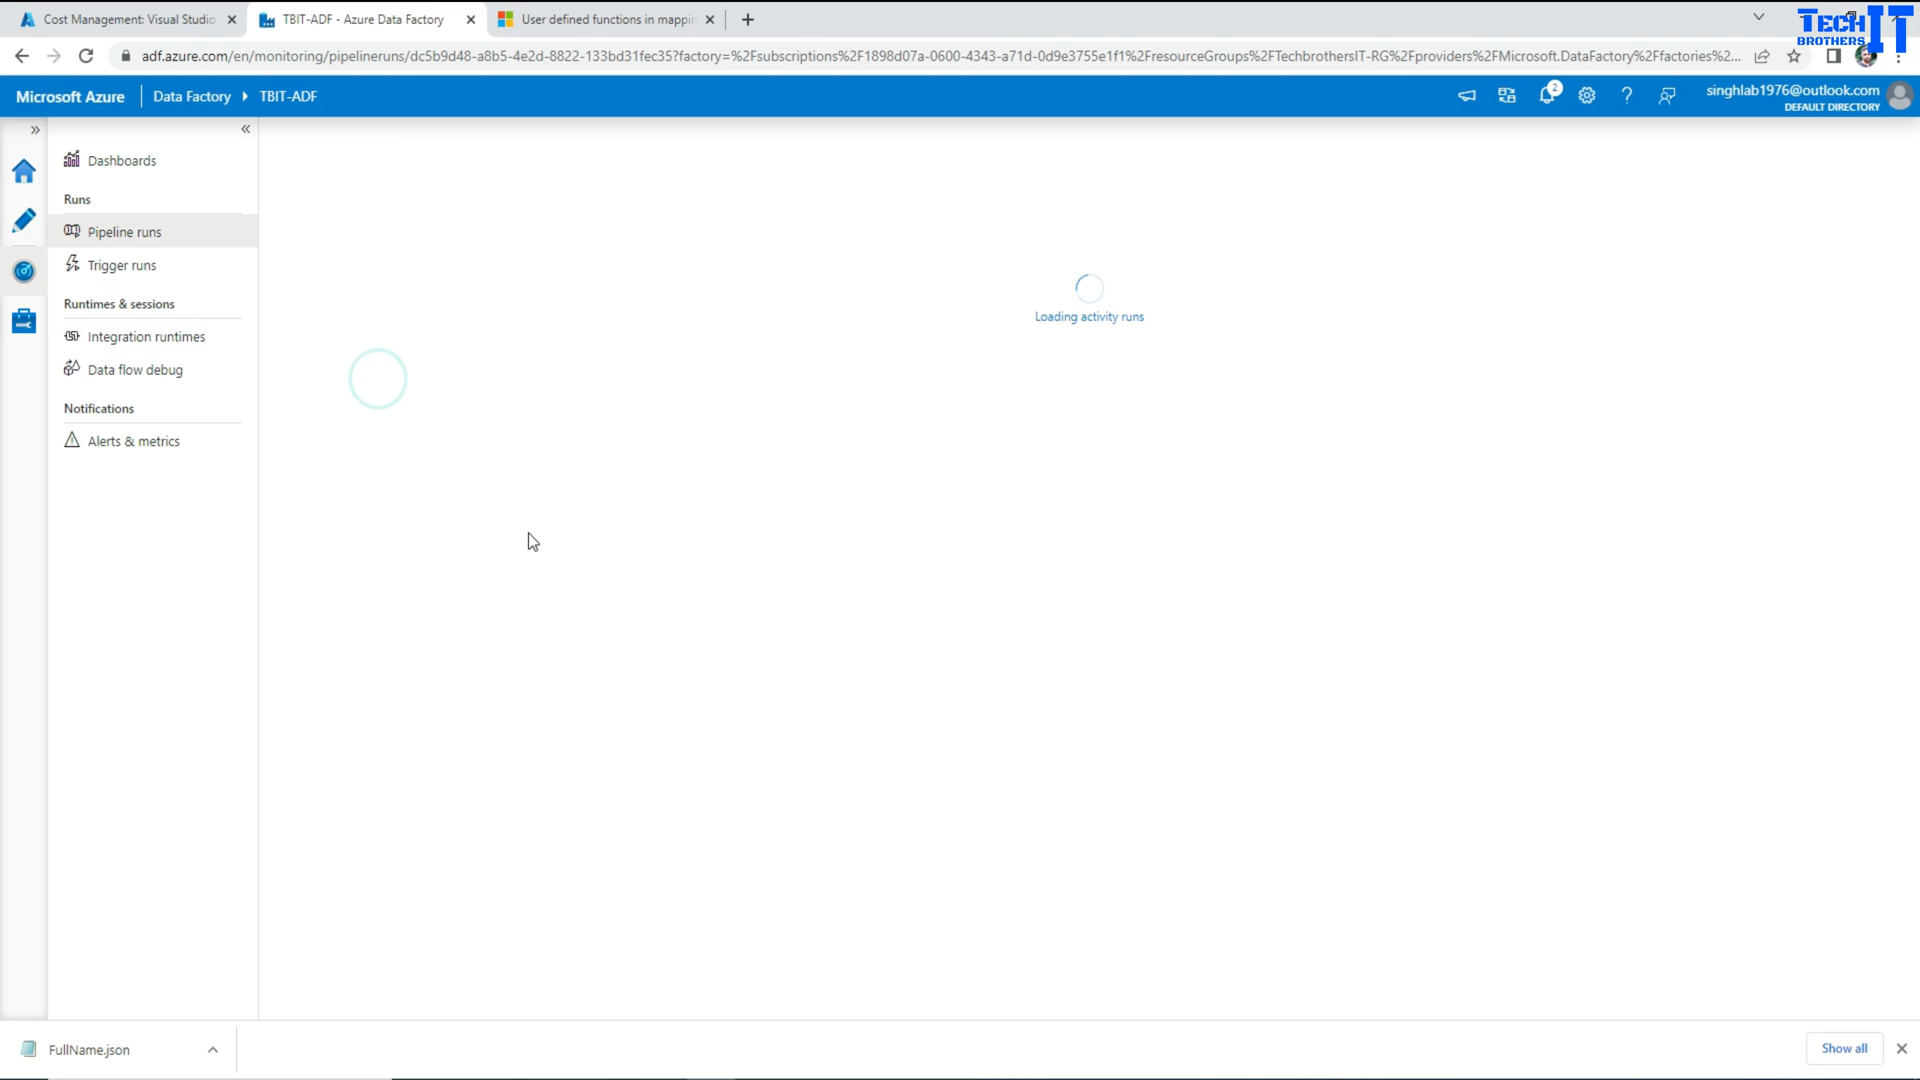 Cost Management: Visual Studio
TBIT-ADF - Azure Data Factory
User defined functions in mappin
TECH IT
BROTHERS
adf.azure.com/en/monitoring/pipelineruns/dc5b9d48-a8b5-4e2d-8822-133bd31fec35?factory=%2Fsubscriptions%2F1898d07a-0600-4343-a71d-0d9e3755e1f1%2FresourceGroups%2FTechbrothersIT-RG%2Fproviders%2FMicrosoft.DataFactory%2Ffactories%2...
Microsoft Azure
Data Factory
TBIT-ADF
2
singhlab1976@outlook.com
DEFAULT DIRECTORY
Dashboards
Runs
Pipeline runs
Trigger runs
Runtimes & sessions
Integration runtimes
Data flow debug
Notifications
Alerts & metrics
Loading activity runs
FullName.json
Show all